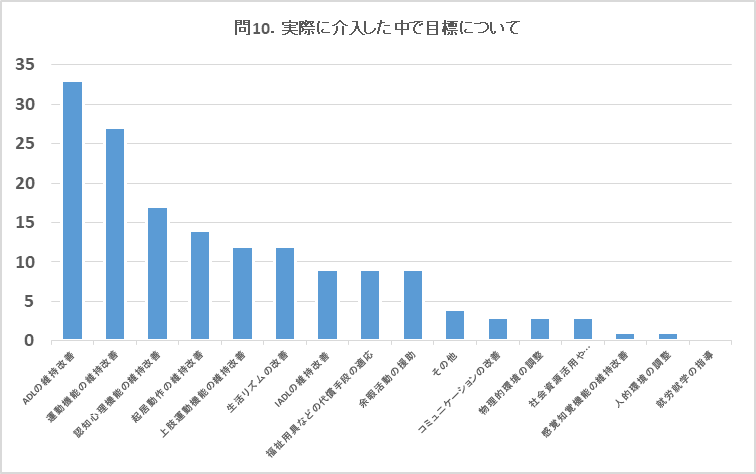 問10. 実際に介入した中で目標について
35
30
25
20
15
10
5
0
ADLの維持改善
運動機能の維持改善
認知心理機能の維持改善
起居動作の維持改善
上肢運動機能の維持改善
生活リズムの改善
IADLの維持改善
福祉用具などの代償手段の適応
余暇活動の援助
その他
コミュニケーションの改善
物理的環境の調整
社会資源活用や…
感覚知覚機能の維持改善
人的環境の調整
就労就学の指導